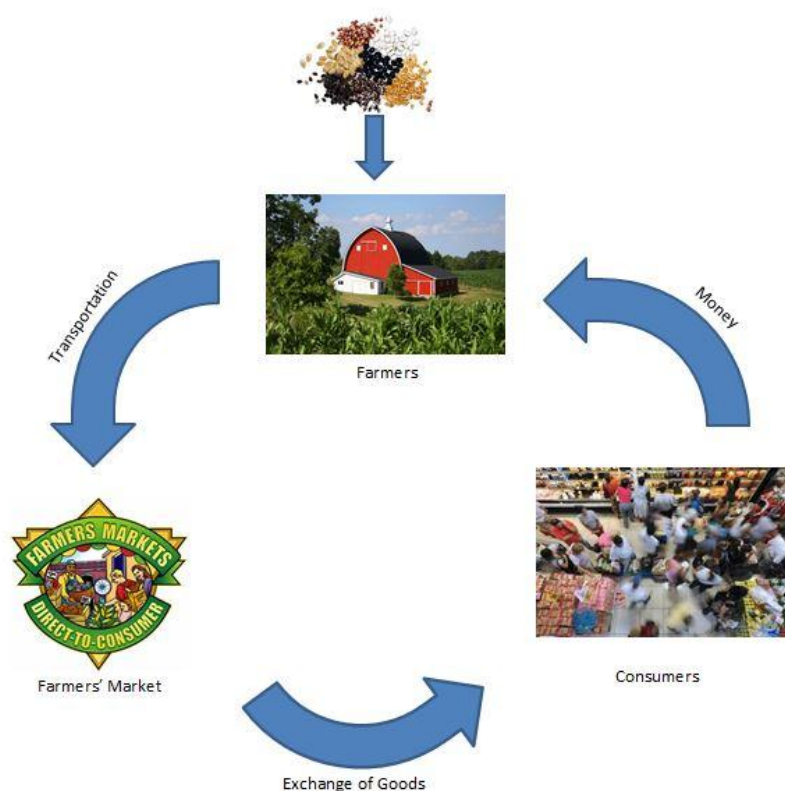 Farmers
Transportation
Money
FARMERS MARKETS
DIRECT-TO-CONSUMER
Farmers' Market
Consumers
Exchange of Goods